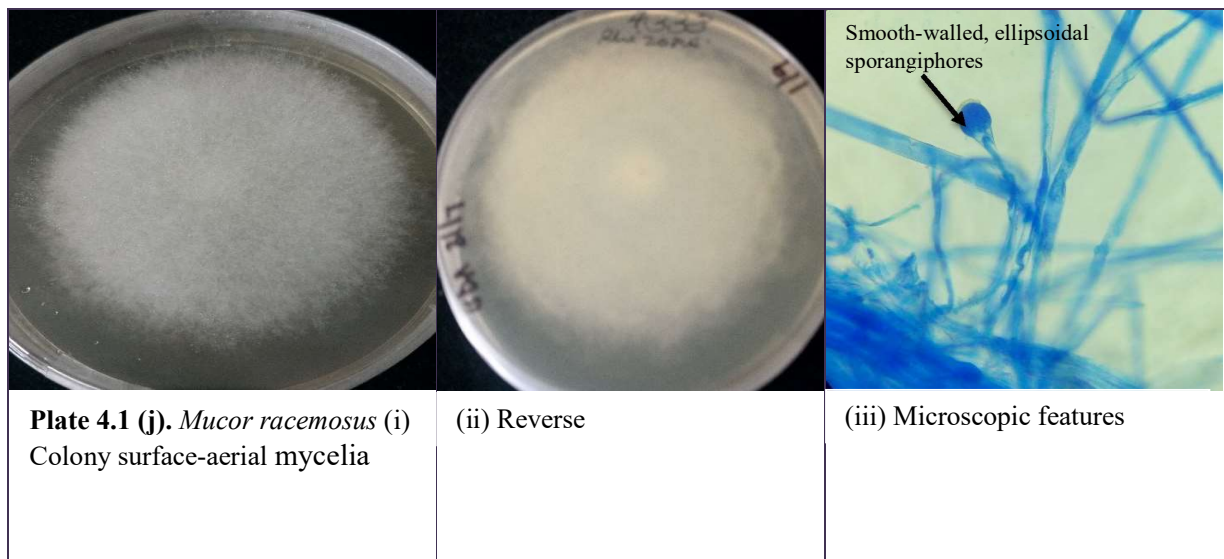 Smooth-walled, ellipsoidal
sporangiphores
Plate 4.1 (j). Mucor racemosus (i)
Colony surface-aerial mycelia
(ii) Reverse
(iii) Microscopic features